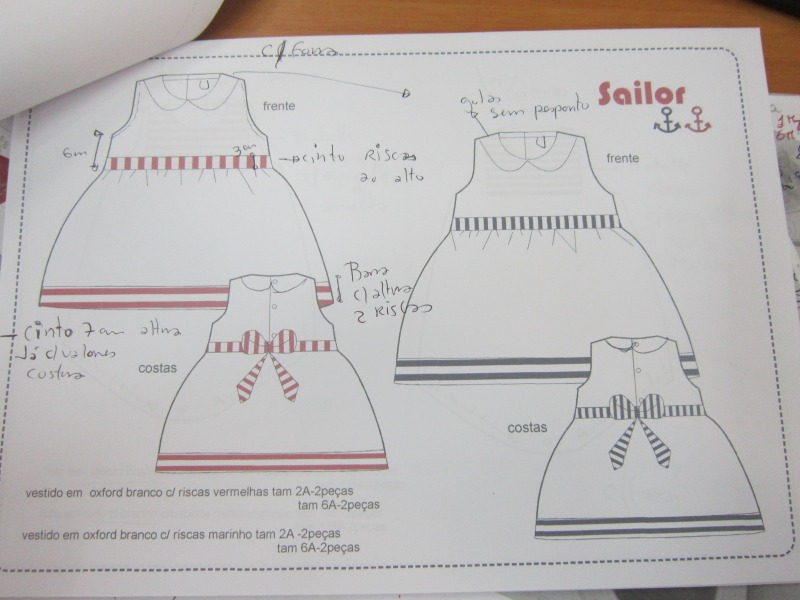 Sailor
frente
gola
sem pesponto
frente
6cm
3cm
cinto Riscas
ao alto
Barra
c/ altura
2 Riscas
cinto 7cm altura
Já c/ valores
costura
costas
costas
vestido em oxford branco c/ riscas vermelhas tam 2A-2peças
tam 6A-2peças
vestido em oxford branco c/ riscas marinho tam 2A -2peças
tam 6A-2peças